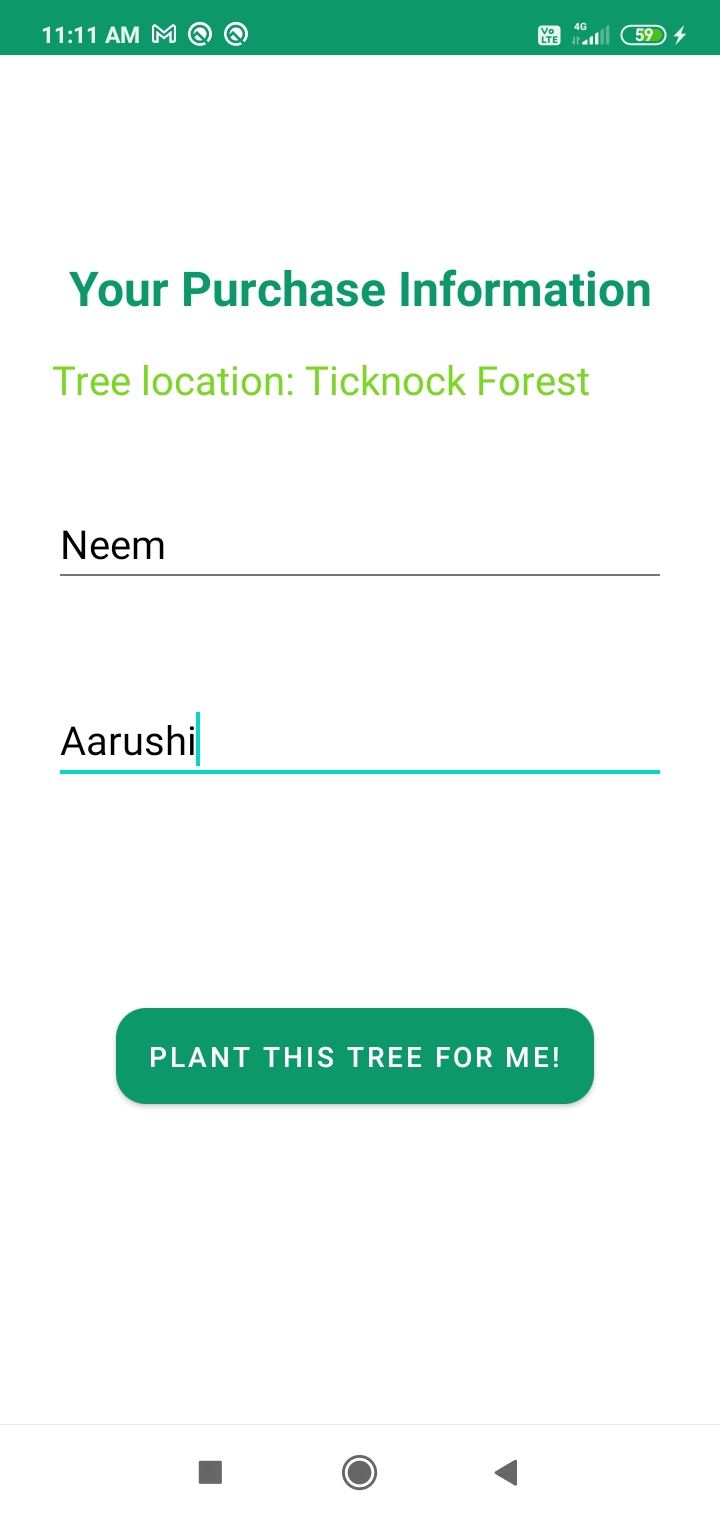 11:11 AM
Vo LTE 4G 59
Your Purchase Information
Tree location: Ticknock Forest
Neem
Aarushi
PLANT THIS TREE FOR ME!